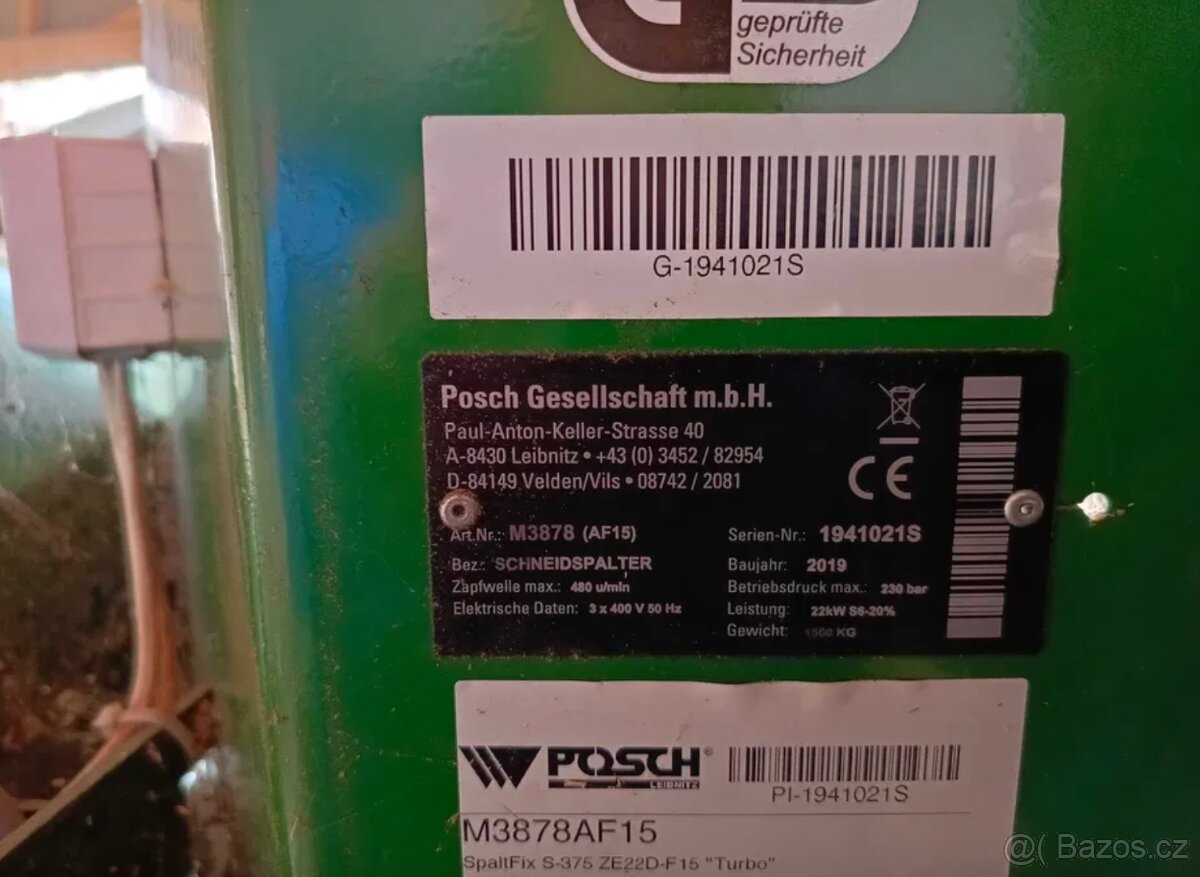 geprüfte
Sicherheit
G-1941021S
Posch Gesellschaft m.b.H.
Paul-Anton-Keller-Strasse 40
A-8430 Leibnitz • +43 (0) 3452 / 82954
D-84149 Velden/Vils • 08742 / 2081
CE
Art.Nr.: M3878 (AF15) Serien-Nr.: 1941021S
Bez.: SCHNEIDSPALTER Baujahr: 2019
Zapfwelle max.: 480 u/min Betriebsdruck max.: 230 bar
Elektrische Daten: 3 x 400 V 50 Hz Leistung: 22kW S6-20%
Gewicht: 1500 KG
POSCH®
LEIBNITZ
PI-1941021S
M3878AF15
SpaltFix S-375 ZE22D-F15 "Turbo"
@( Bazos.cz